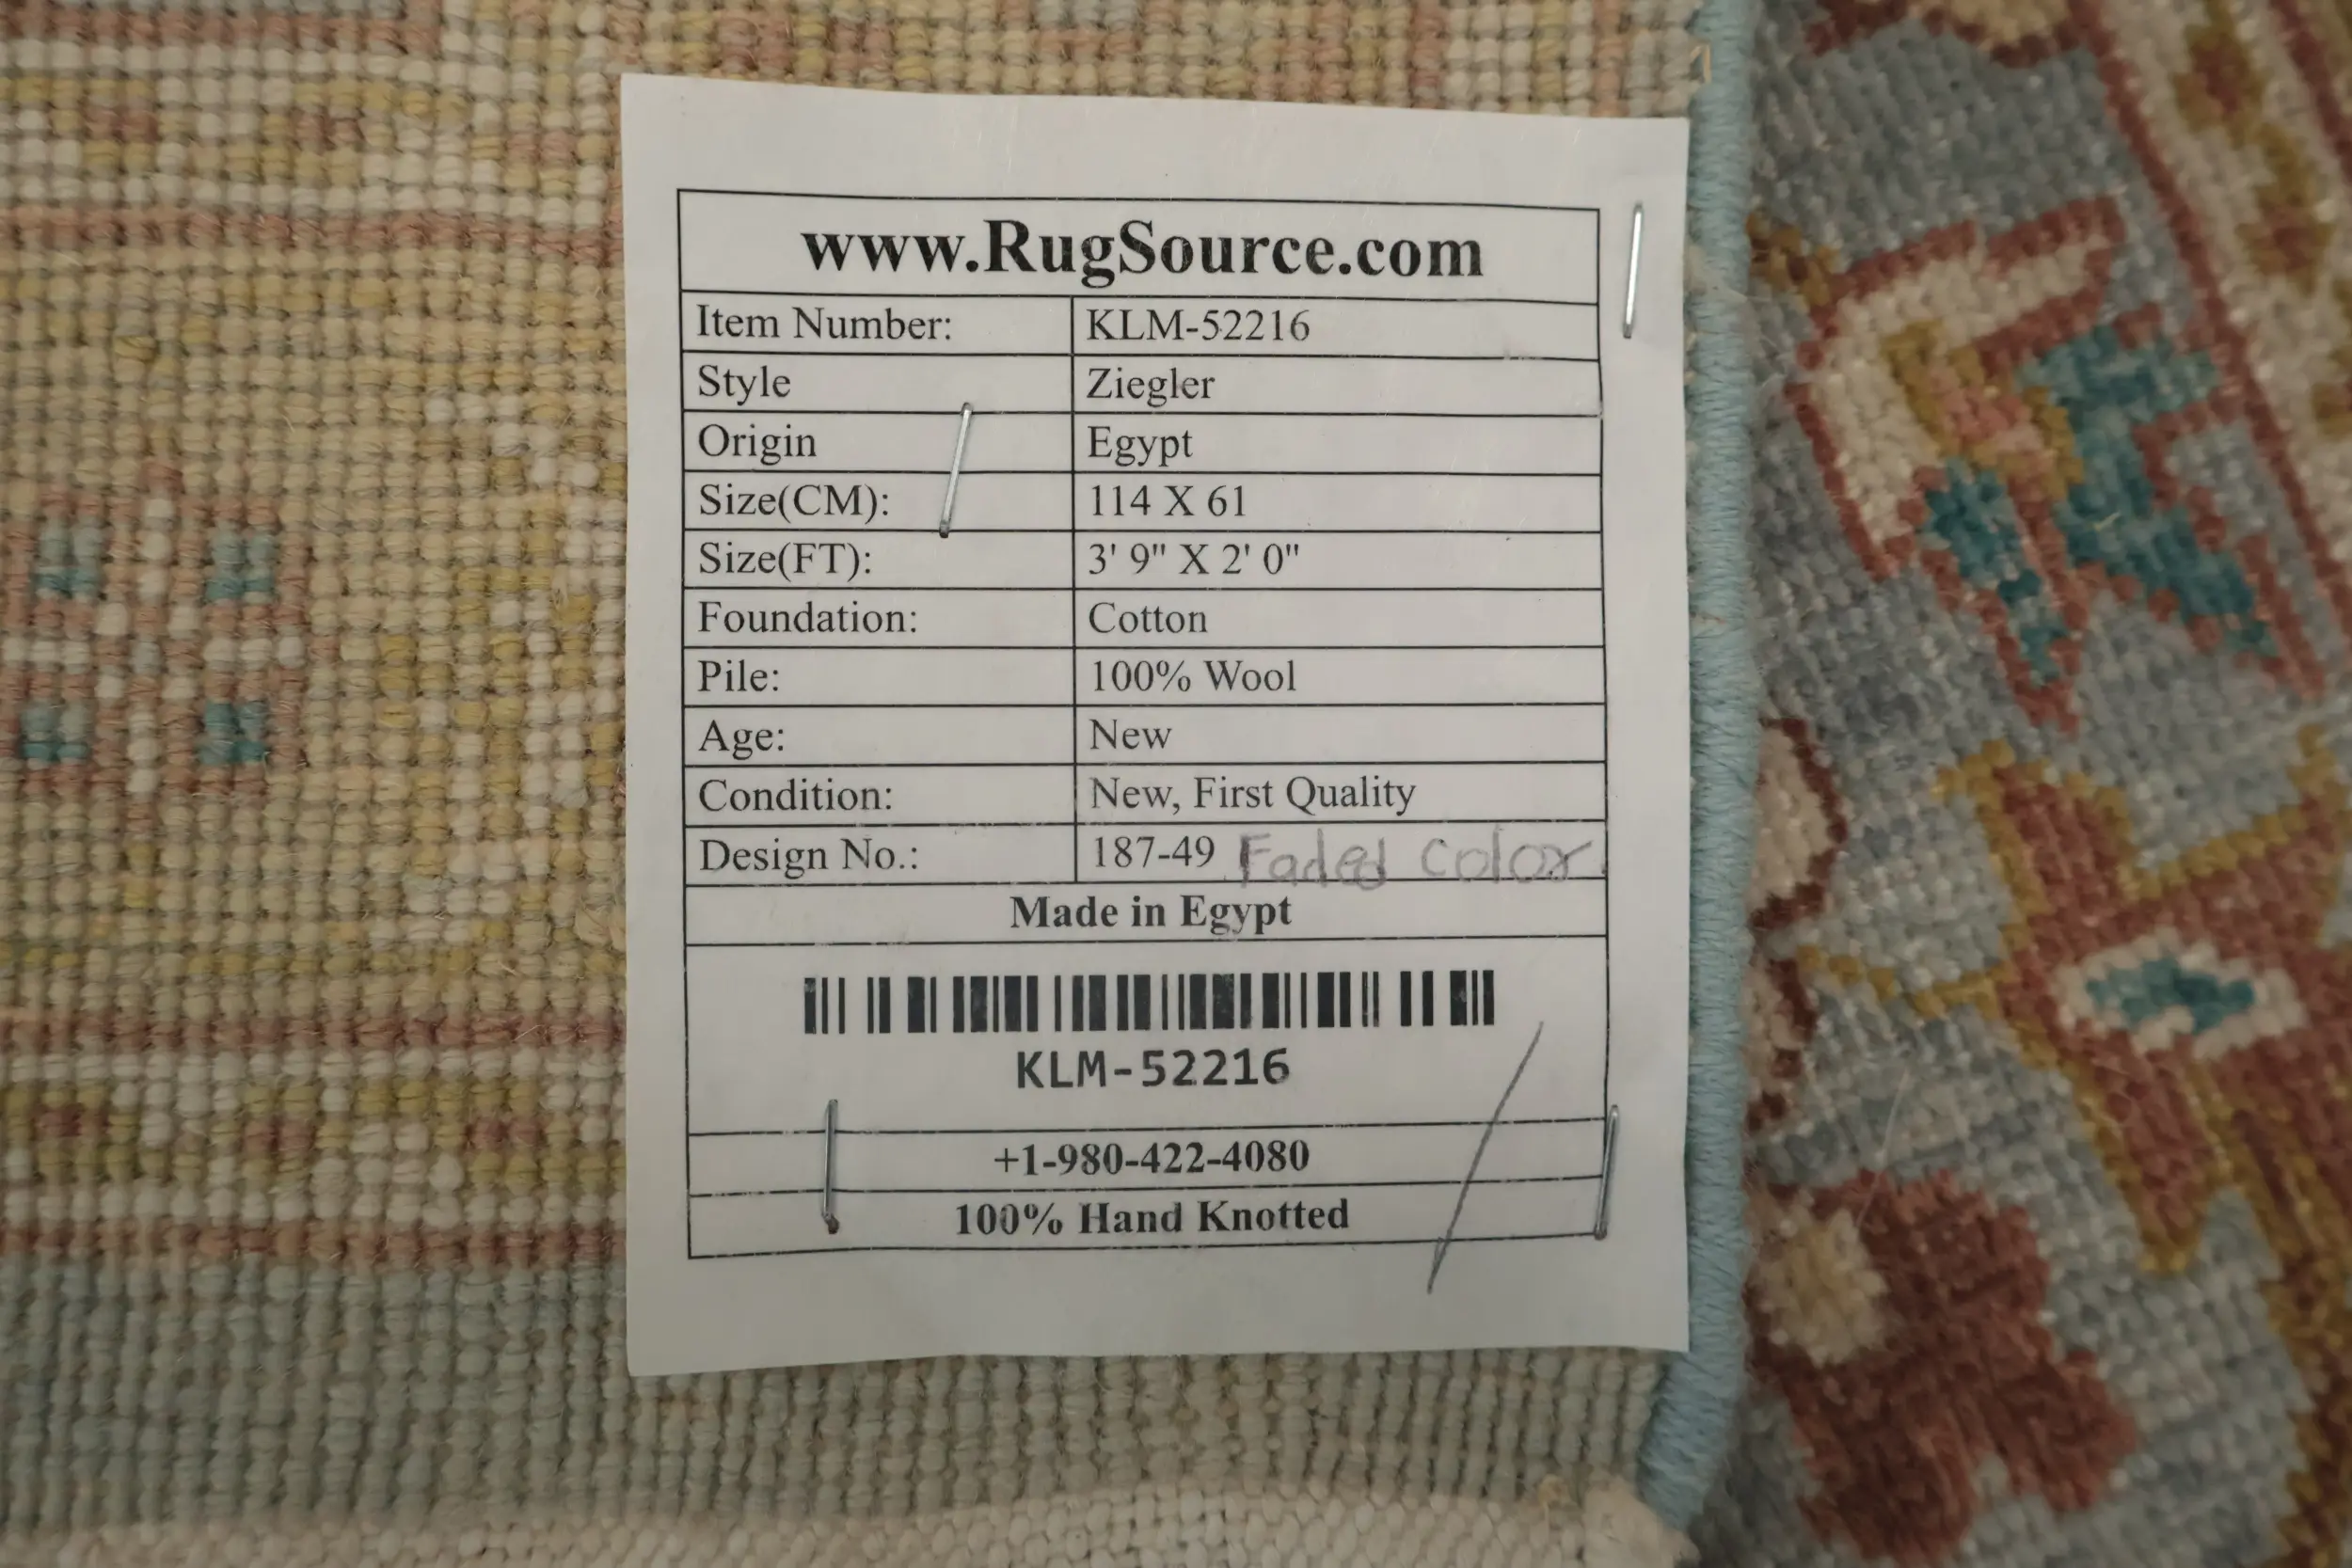 www.RugSource.com
Item Number: KLM-52216
Style Ziegler
Origin Egypt
Size(CM): 114 X 61
Size(FT): 3' 9" X 2' 0"
Foundation: Cotton
Pile: 100% Wool
Age: New
Condition: New, First Quality
Design No.: 187-49 Faded Color
Made in Egypt
KLM-52216
+1-980-422-4080
100% Hand Knotted